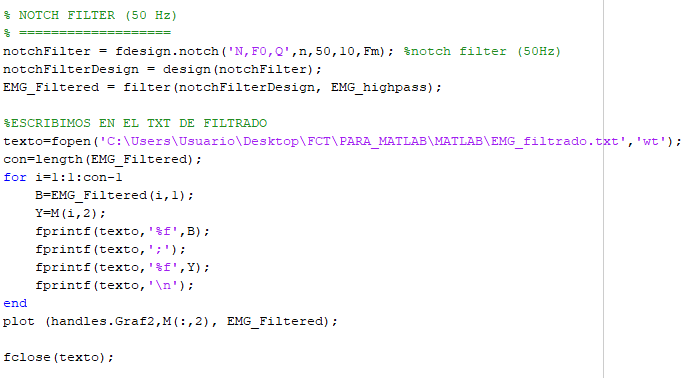 % NOTCH FILTER (50 Hz)
% ===================
notchFilter = fdesign.notch('N,F0,Q',n,50,10,Fm); %notch filter (50Hz)
notchFilterDesign = design(notchFilter);
EMG_Filtered = filter(notchFilterDesign, EMG_highpass);
%ESCRIBIMOS EN EL TXT DE FILTRADO
texto=fopen('C:\Users\Usuario\Desktop\FCT\PARA_MATLAB\MATLAB\EMG_filtrado.txt','wt');
con=length(EMG_Filtered);
for i=1:1:con-1
    B=EMG_Filtered(i,1);
    Y=M(i,2);
    fprintf(texto,'%f',B);
    fprintf(texto,';');
    fprintf(texto,'%f',Y);
    fprintf(texto,'\n');
end
plot (handles.Graf2,M(:,2), EMG_Filtered);
fclose(texto);